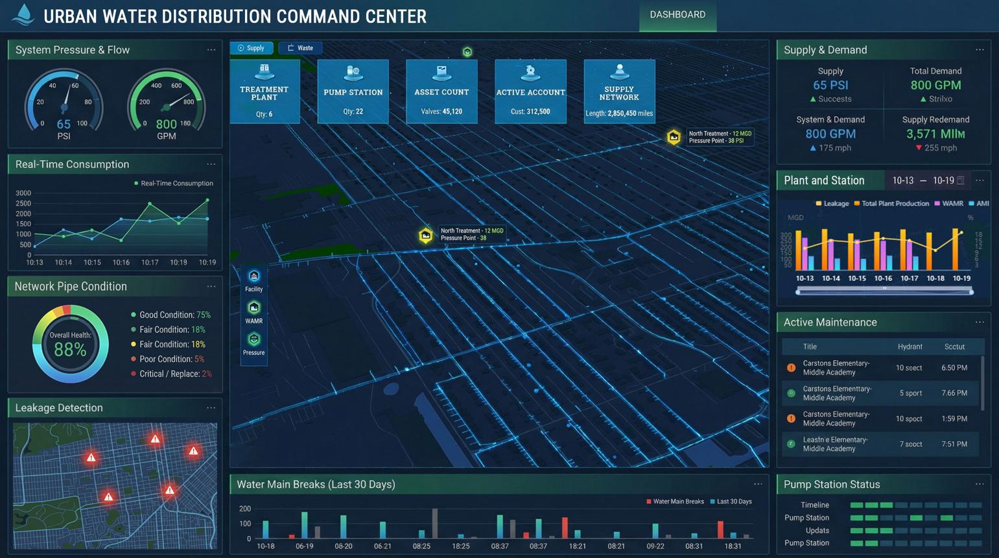 URBAN WATER DISTRIBUTION COMMAND CENTER
DASHBOARD
System Pressure & Flow
0
20
40
60
80
100
65
PSI
0
200
400
600
800
180
800
GPM
Real-Time Consumption
Real-Time Consumption
3000
2500
2000
1500
1000
500
0
10:13 10:14 10:15 10:16 10:17 10:18 10:19
Network Pipe Condition
Overall Health:
88%
Good Condition: 75%
Fair Condition: 18%
Fair Condition: 18%
Poor Condition: 5%
Critical / Replace: 2%
Leakage Detection
Supply
Waste
TREATMENT
PLANT
Qty: 6
PUMP STATION
Qty: 22
ASSET COUNT
Valves: 45,120
ACTIVE ACCOUNT
Cust: 312,500
SUPPLY
NETWORK
Length: 2,850,450 miles
North Treatment - 12 MGD
Pressure Point - 38 PSI
North Treatment - 12 MGD
Pressure Point - 38
Facility
WAMR
Pressure
Water Main Breaks (Last 30 Days)
Water Main Breaks
Last 30 Days
200
100
0
10-18 06-19 08-20 06-21 08:25 18:25 08:37 08:37 18:21 08:21 09-22 08:31 18:31
Supply & Demand
Supply
65 PSI
▲ Succests
Total Demand
800 GPM
▲ Strilxo
System & Demand
800 GPM
▲ 175 mph
Supply Redemand
3,571 MIlм
▼ 255 mph
Plant and Station
10-13 — 10-19
Leakage
Total Plant Production
WAMR
AMI
MGD
%
300
250
200
150
100
50
18
15
12
9
6
3
10-13 10-14 10-15 10-16 10-17 10-18 10-19
Active Maintenance
Title Hydrant Scctut
Carstons Elementary-
Middle Academy
10 ssect
6.50 PM
Carstons Elementtary-
Middle Academy
5 sport
7.66 PM
Carstons Elementary-
Middle Academy
10 spoct
1:59 PM
Elementary-
Middle Academy
7 scoct
7:51 PM
Pump Station Status
Timeline
Pump Station
Updats
Pump Station